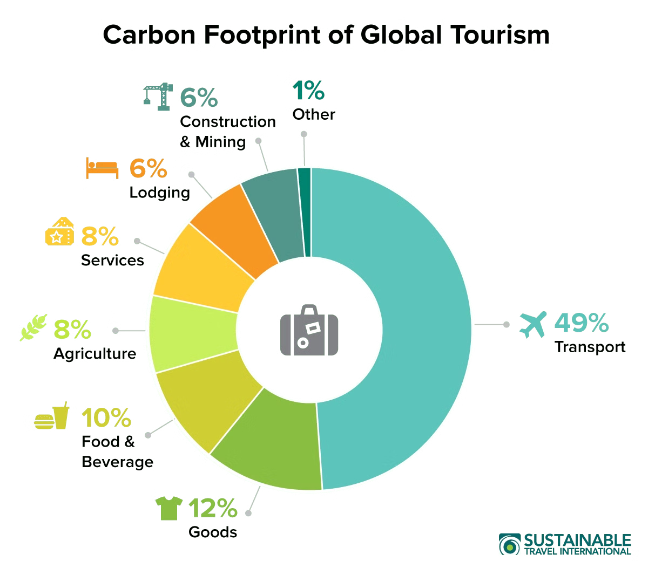 Carbon Footprint of Global Tourism
1%
Other
6%
Construction
& Mining
6%
Lodging
8%
Services
8%
Agriculture
10%
Food &
Beverage
12%
Goods
49%
Transport
SUSTAINABLE
TRAVEL INTERNATIONAL